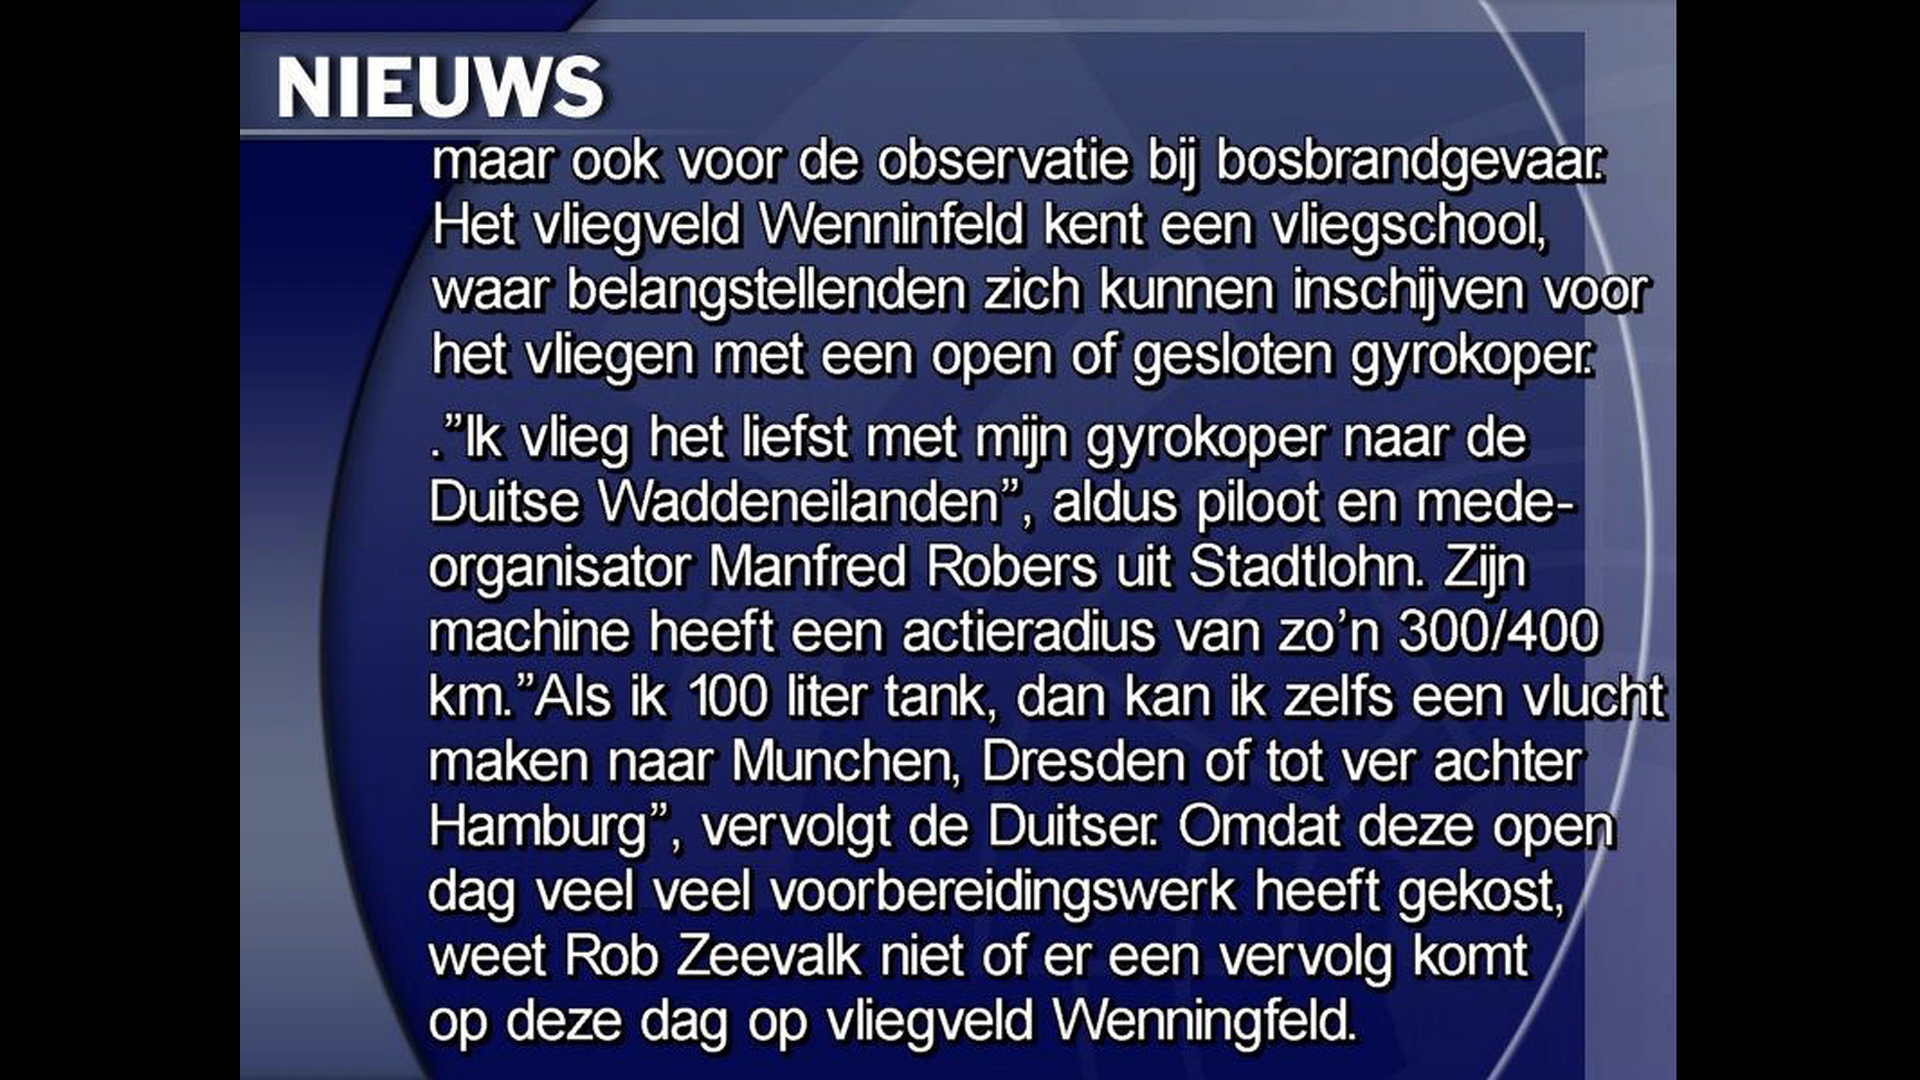 NIEUWS
maar ook voor de observatie bij bosbrandgevaar.
Het vliegveld Wenninfeld kent een vliegschool,
waar belangstellenden zich kunnen inschijven voor
het vliegen met een open of gesloten gyrokoper.
.”Ik vlieg het liefst met mijn gyrokoper naar de
Duitse Waddeneilanden”, aldus piloot en mede-
organisator Manfred Robers uit Stadtlohn. Zijn
machine heeft een actieradius van zo’n 300/400
km.”Als ik 100 liter tank, dan kan ik zelfs een vlucht
maken naar Munchen, Dresden of tot ver achter
Hamburg”, vervolgt de Duitser. Omdat deze open
dag veel veel voorbereidingswerk heeft gekost,
weet Rob Zeevalk niet of er een vervolg komt
op deze dag op vliegveld Wenningfeld.